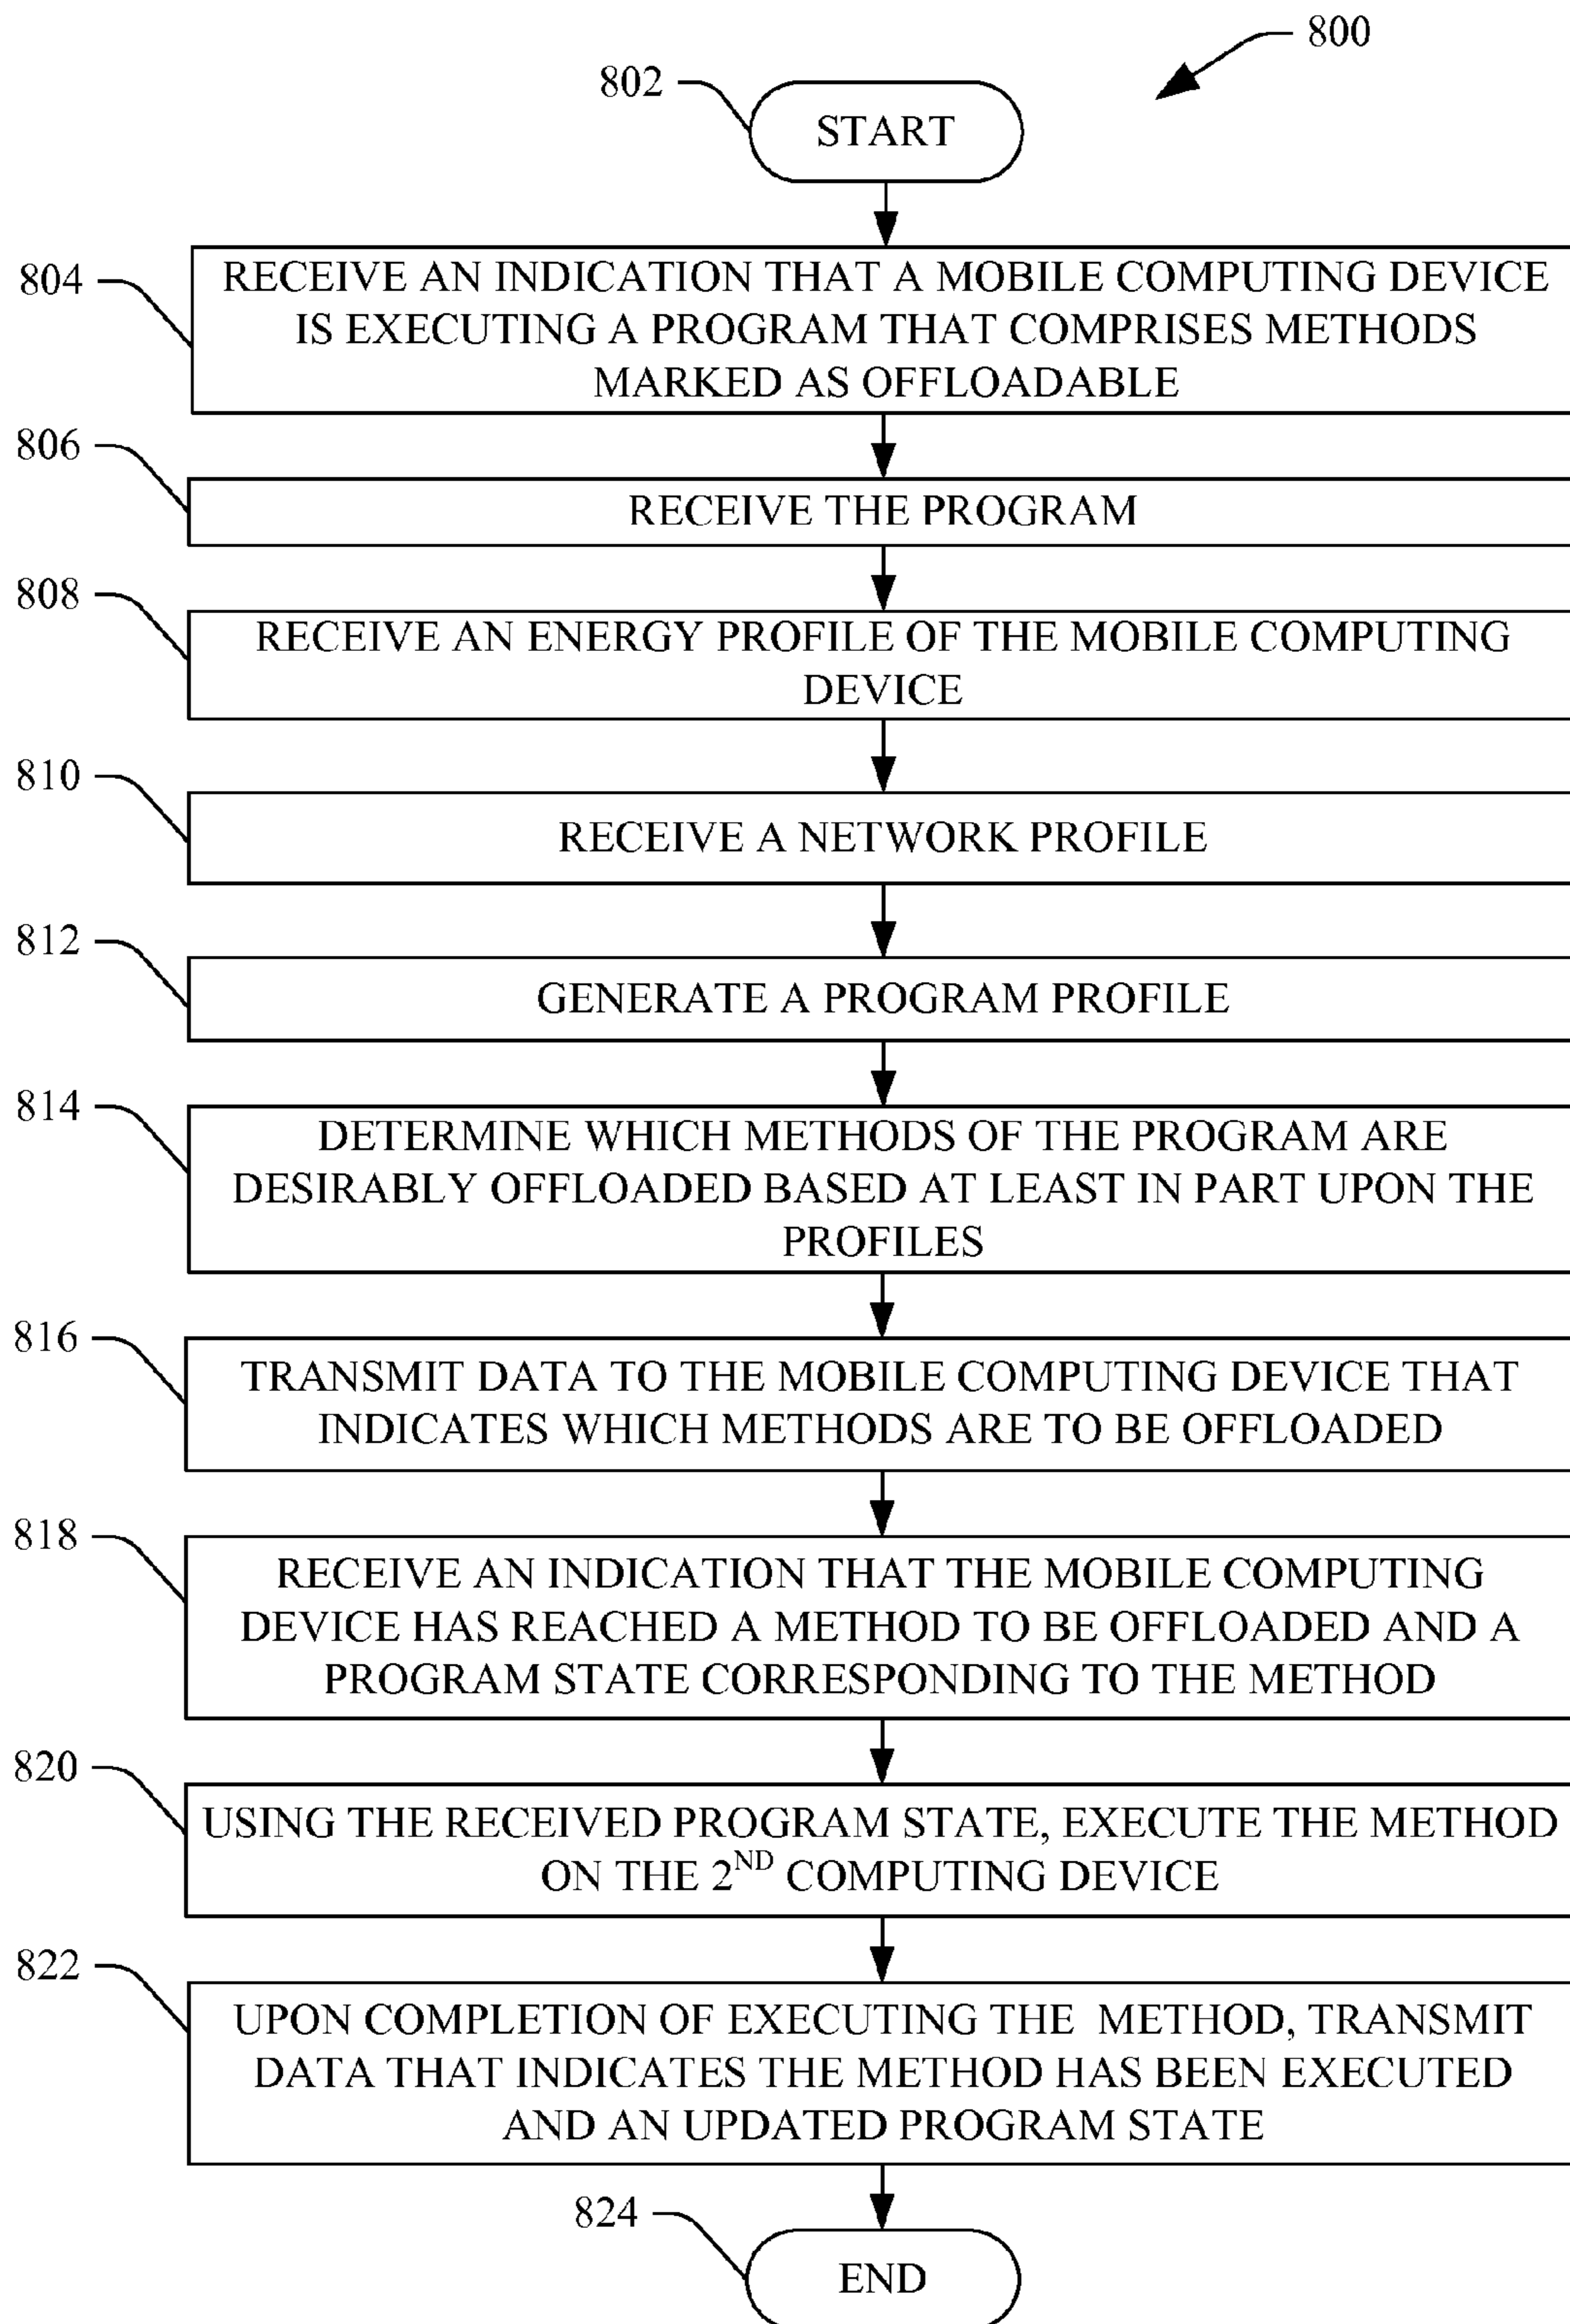 800
802
START
804
RECEIVE AN INDICATION THAT A MOBILE COMPUTING DEVICE
IS EXECUTING A PROGRAM THAT COMPRISES METHODS
MARKED AS OFFLOADABLE
806
RECEIVE THE PROGRAM
808
RECEIVE AN ENERGY PROFILE OF THE MOBILE COMPUTING
DEVICE
810
RECEIVE A NETWORK PROFILE
812
GENERATE A PROGRAM PROFILE
814
DETERMINE WHICH METHODS OF THE PROGRAM ARE
DESIRABLY OFFLOADED BASED AT LEAST IN PART UPON THE
PROFILES
816
TRANSMIT DATA TO THE MOBILE COMPUTING DEVICE THAT
INDICATES WHICH METHODS ARE TO BE OFFLOADED
818
RECEIVE AN INDICATION THAT THE MOBILE COMPUTING
DEVICE HAS REACHED A METHOD TO BE OFFLOADED AND A
PROGRAM STATE CORRESPONDING TO THE METHOD
820
USING THE RECEIVED PROGRAM STATE, EXECUTE THE METHOD
ON THE 2ND COMPUTING DEVICE
822
UPON COMPLETION OF EXECUTING THE METHOD, TRANSMIT
DATA THAT INDICATES THE METHOD HAS BEEN EXECUTED
AND AN UPDATED PROGRAM STATE
824
END